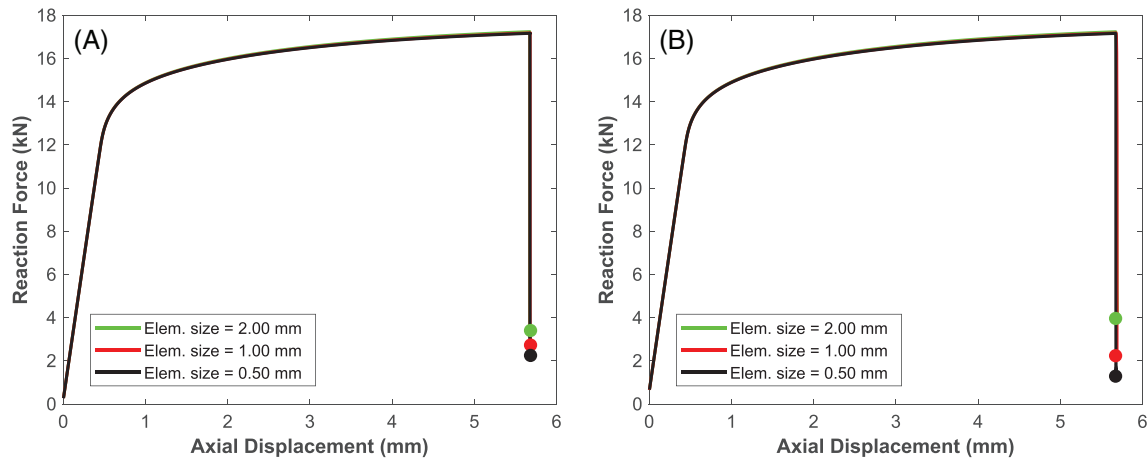 (A)
Reaction Force (kN)
18
16
14
12
10
8
6
4
2
0
Elem. size = 2.00 mm
Elem. size = 1.00 mm
Elem. size = 0.50 mm
0 1 2 3 4 5 6
Axial Displacement (mm)
(B)
Reaction Force (kN)
18
16
14
12
10
8
6
4
2
0
Elem. size = 2.00 mm
Elem. size = 1.00 mm
Elem. size = 0.50 mm
0 1 2 3 4 5 6
Axial Displacement (mm)